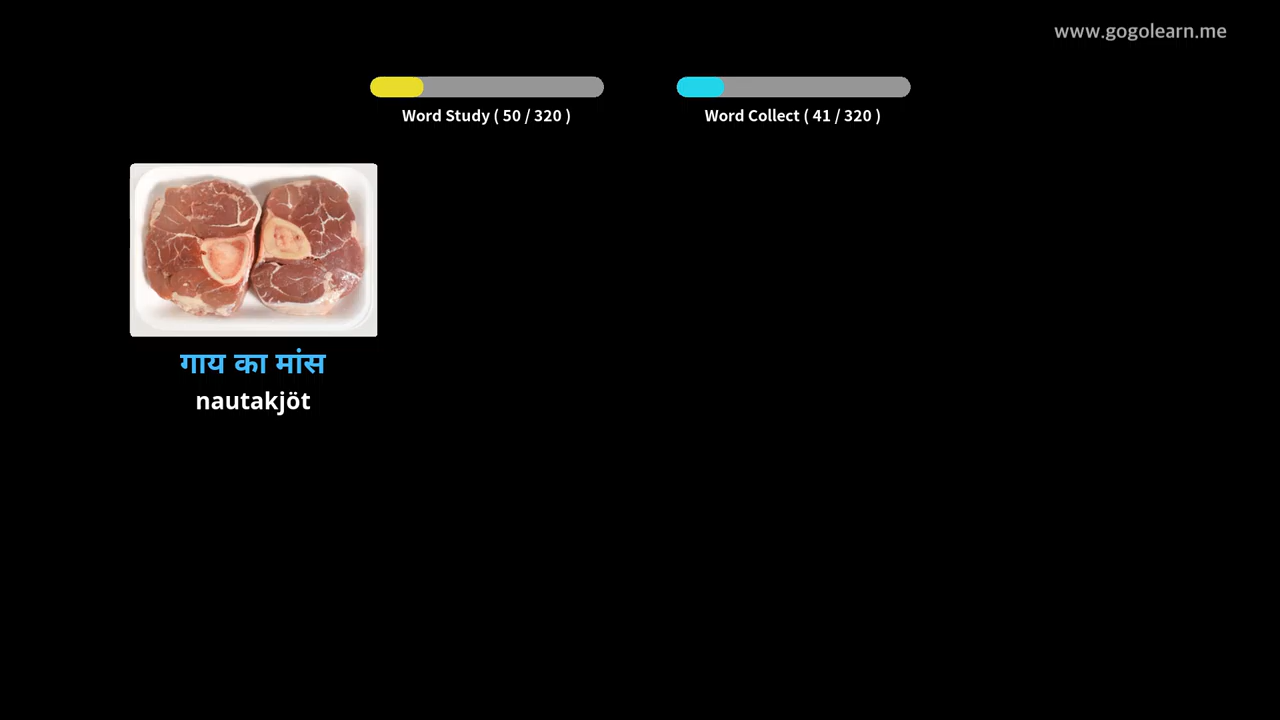 www.gogolearn.me
Word Study ( 50 / 320 )
Word Collect ( 41 / 320 )
गाय का मांस
nautakjöt